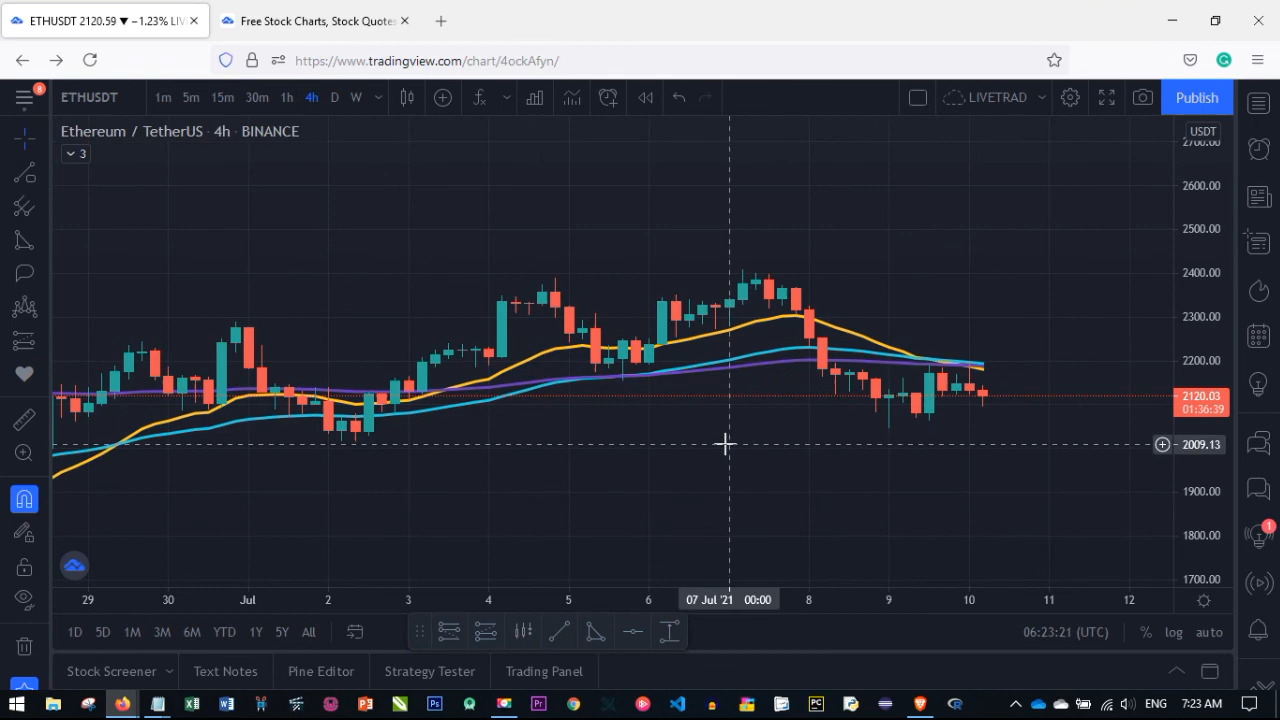 ETHUSDT 2120.59 ▼ −1.23% LIV
Free Stock Charts, Stock Quotes
https://www.tradingview.com/chart/4ockAfyn/
8
ETHUSDT 1m 5m 15m 30m 1h 4h D W
LIVETRAD
Publish
Ethereum / TetherUS · 4h · BINANCE
USDT
3
2700.00
2600.00
2500.00
2400.00
2300.00
2200.00
2120.03
01:36:39
2009.13
1900.00
1800.00
1700.00
1
29 30 Jul 2 3 4 5 6 07 Jul '21 00:00 8 9 10 11 12
1D 5D 1M 3M 6M YTD 1Y 5Y All
06:23:21 (UTC) % log auto
Stock Screener Text Notes Pine Editor Strategy Tester Trading Panel
ENG 7:23 AM